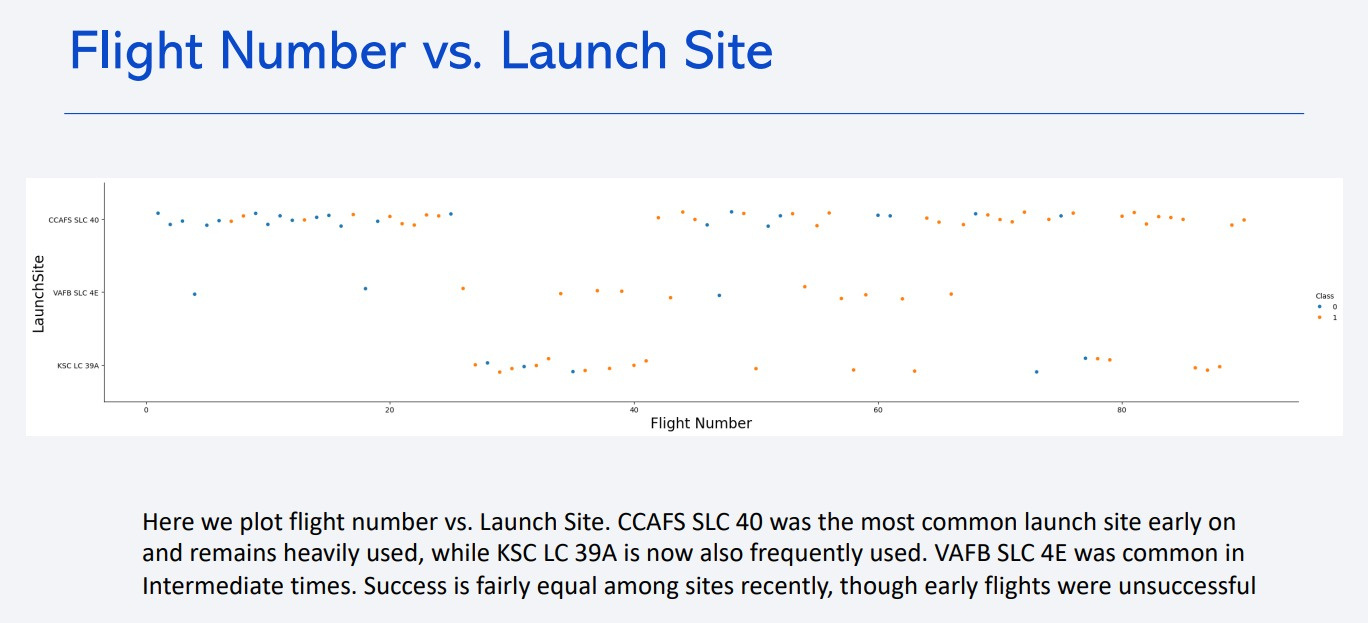 Flight Number vs. Launch Site
CCAFS SLC 40
VAFB SLC 4E
KSC LC 39A
LaunchSite
0 20 40 60 80
Flight Number
Class
0
1
Here we plot flight number vs. Launch Site. CCAFS SLC 40 was the most common launch site early on
and remains heavily used, while KSC LC 39A is now also frequently used. VAFB SLC 4E was common in
Intermediate times. Success is fairly equal among sites recently, though early flights were unsuccessful